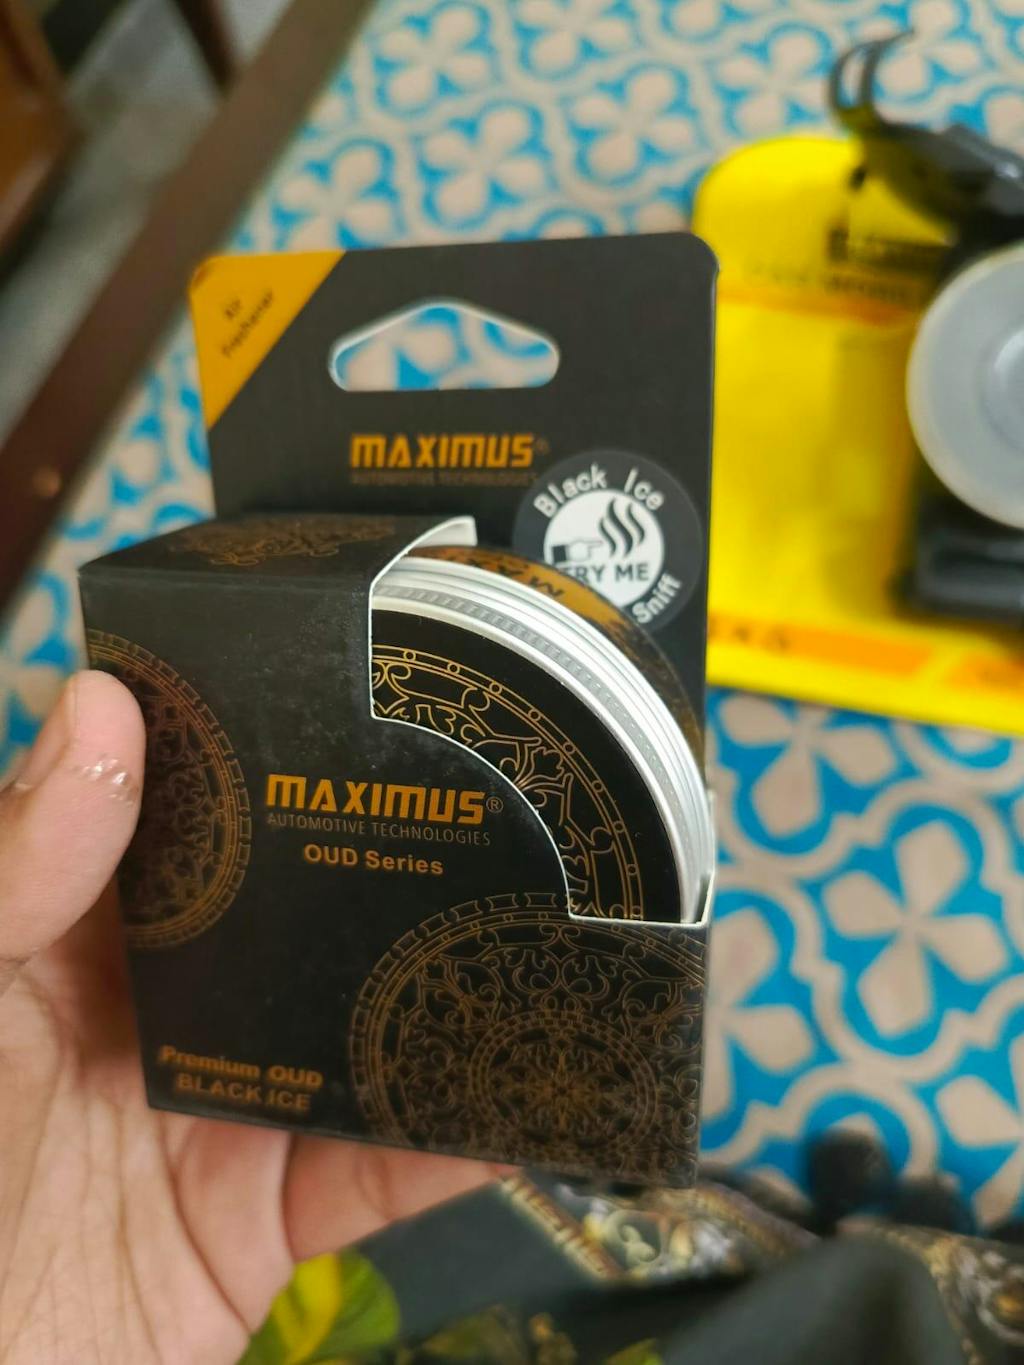 Air
Freshener
MAXIMUS®
AUTOMOTIVE TECHNOLOGIES
Black Ice
TRY ME
Sniff
MAX
MAXIMUS®
AUTOMOTIVE TECHNOLOGIES
OUD Series
Premium OUD
BLACK ICE